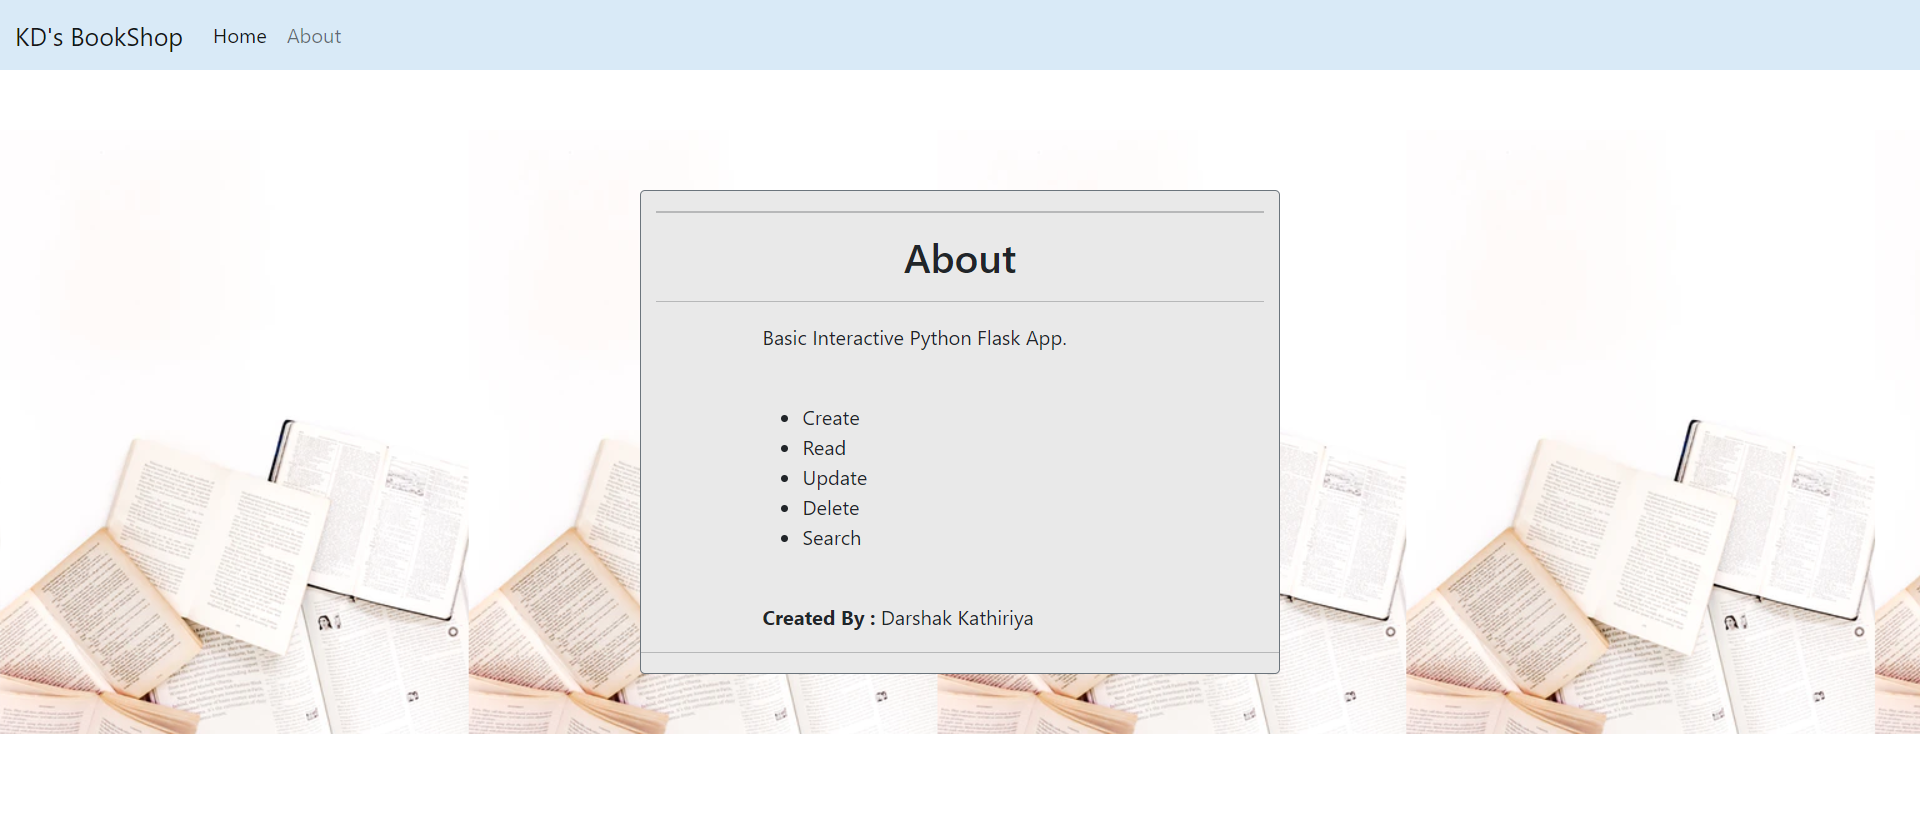 KD's BookShop Home About
About
Basic Interactive Python Flask App.
Create
Read
Update
Delete
Search
Created By : Darshak Kathiriya